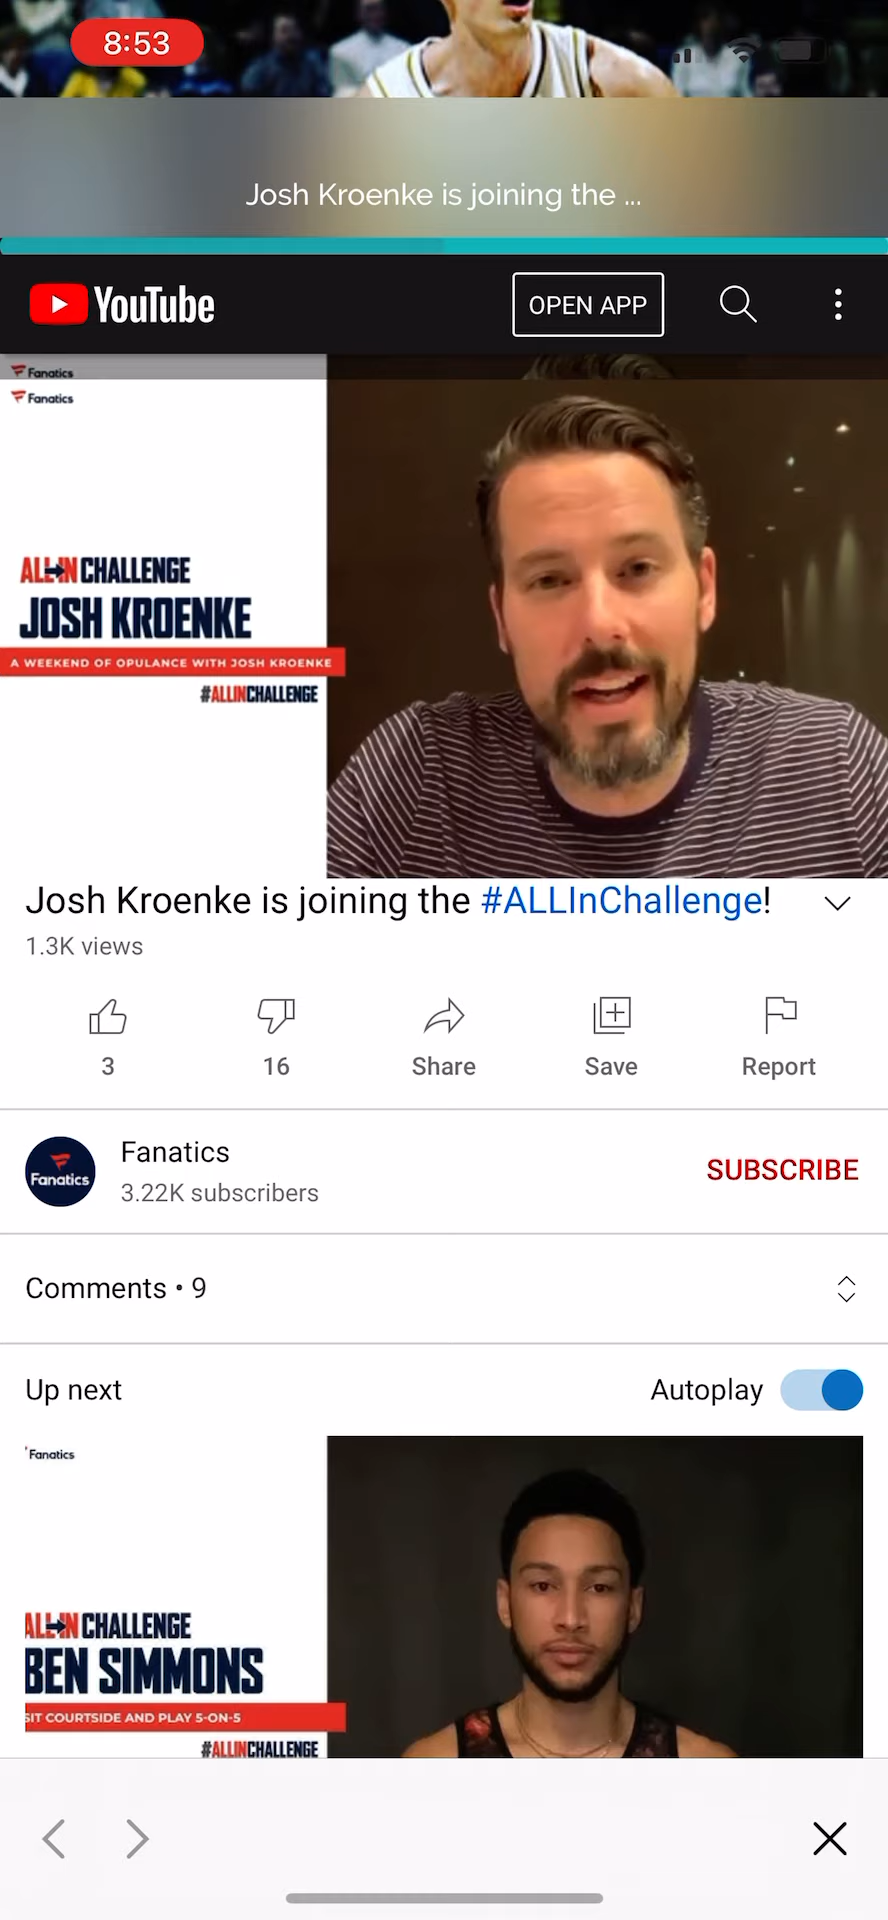 8:53
Josh Kroenke is joining the ...
YouTube
OPEN APP
Fanatics
Fanatics
ALL IN CHALLENGE
JOSH KROENKE
A WEEKEND OF OPULANCE WITH JOSH KROENKE
#ALLINCHALLENGE
Josh Kroenke is joining the #ALLInChallenge!
1.3K views
3
16
Share
Save
Report
Fanatics
Fanatics
3.22K subscribers
SUBSCRIBE
Comments • 9
Up next
Autoplay
Fanatics
ALL IN CHALLENGE
BEN SIMMONS
SIT COURTSIDE AND PLAY 5-ON-5
#ALLINCHALLENGE